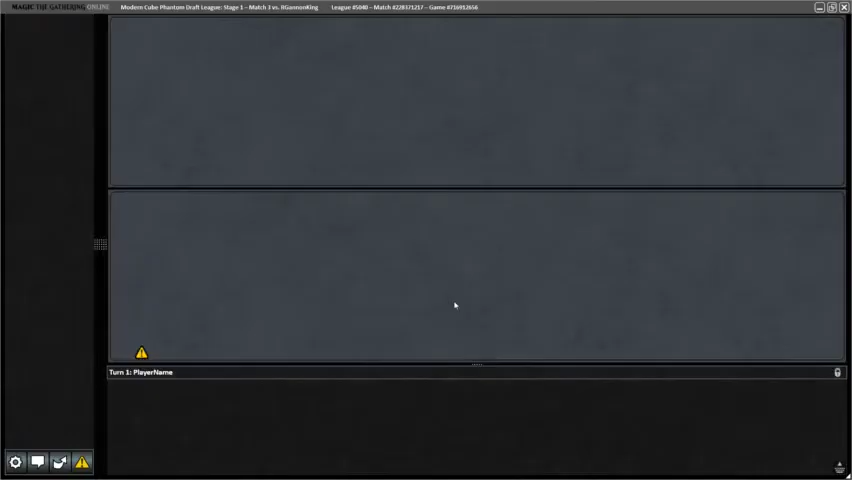 MAGIC THE GATHERING ONLINE Modern Cube Phantom Draft League: Stage 1 – Match 3 vs. RGannonKing League #5040 – Match #228371217 – Game #716912656
Turn 1: PlayerName